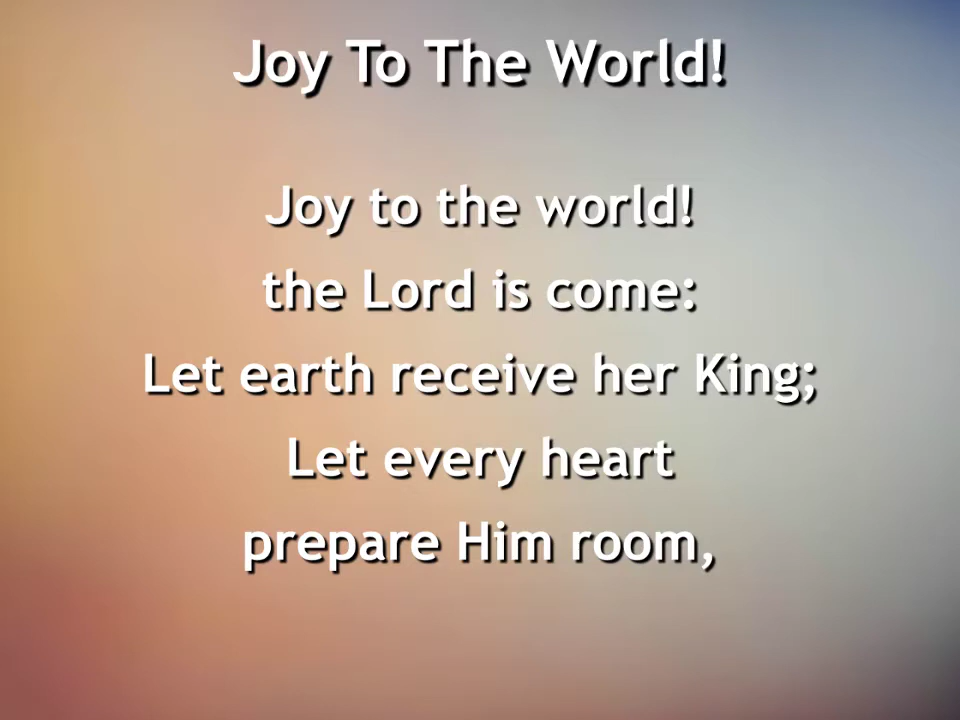 Joy To The World!
Joy to the world!
the Lord is come:
Let earth receive her King;
Let every heart
prepare Him room,